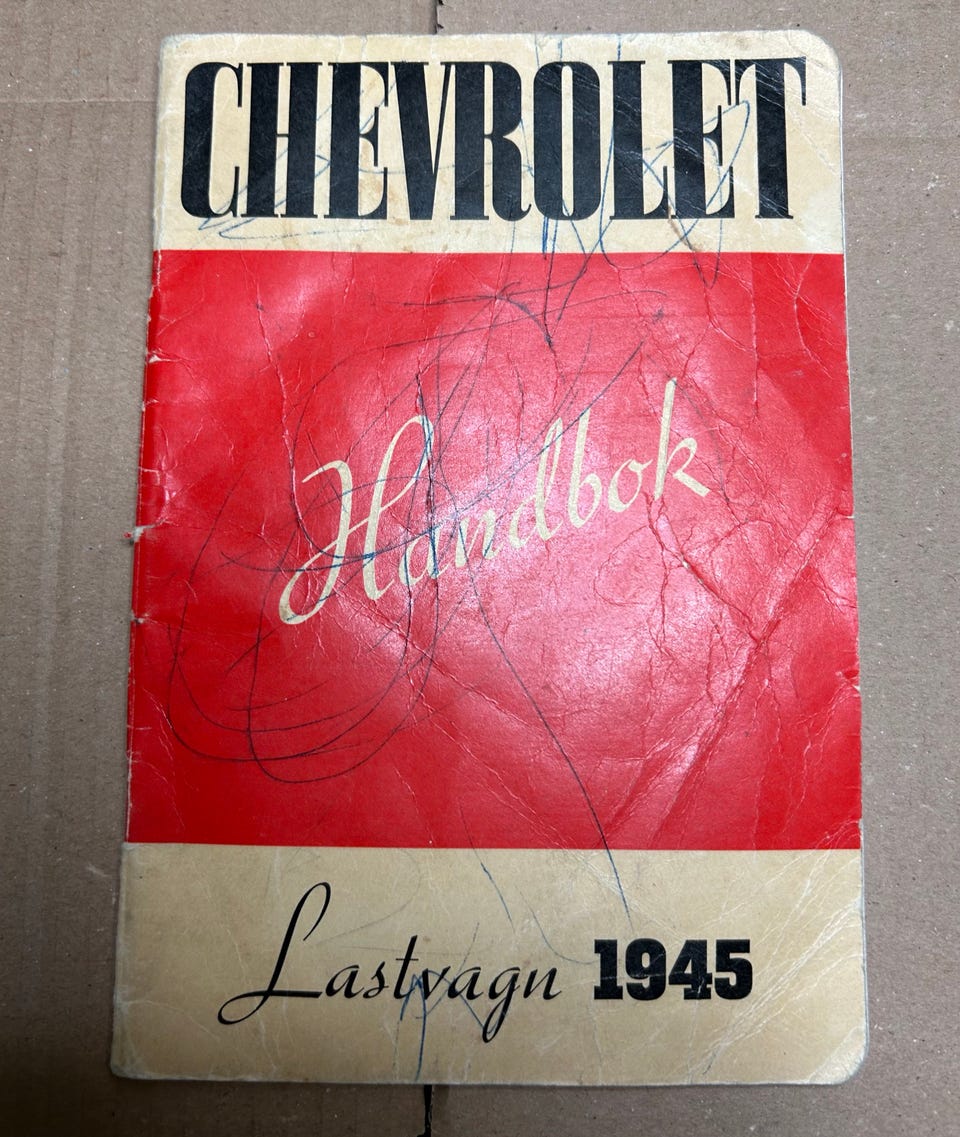 CHEVROLET
Handbok
Lastvagn 1945